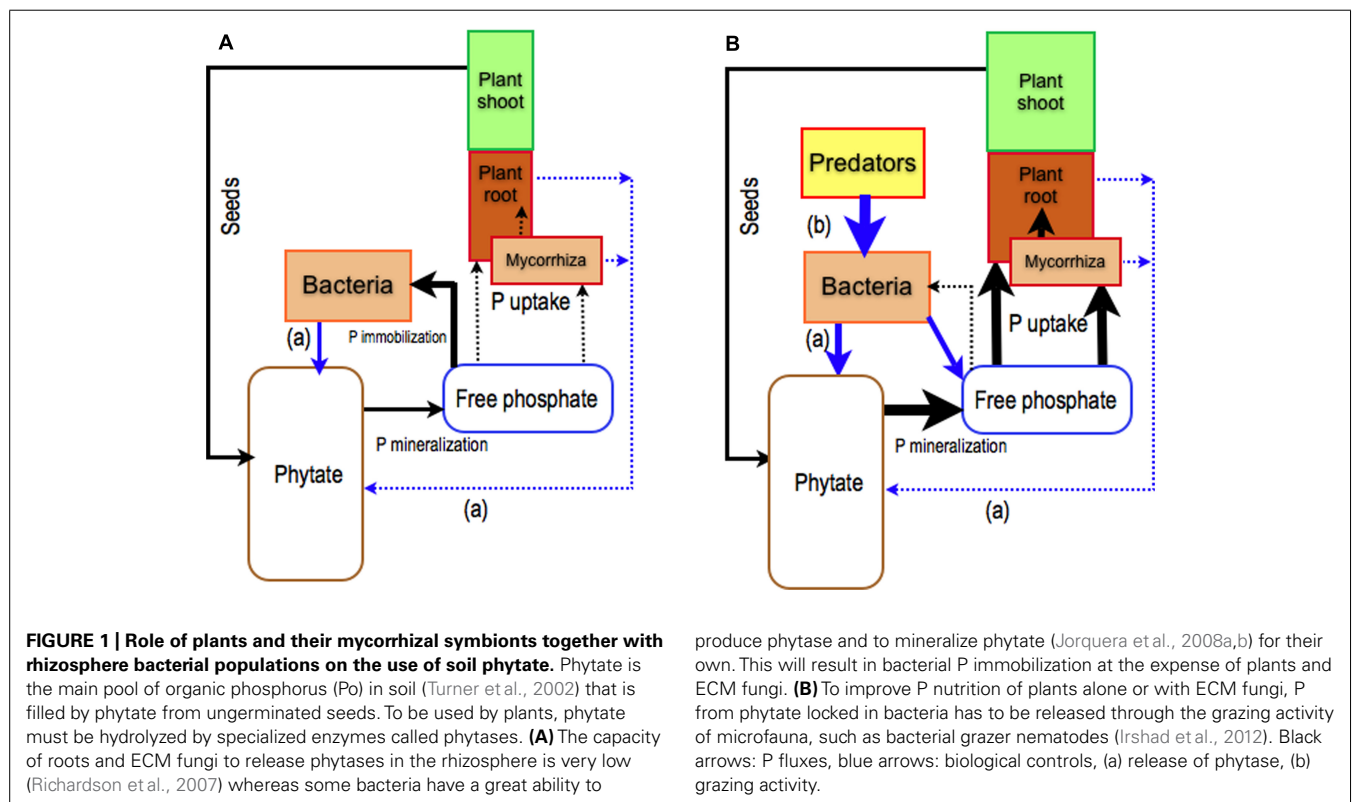 A
Plant
shoot
Plant
root
Mycorrhiza
Seeds
Bacteria
P uptake
(a)
P immobilization
Free phosphate
P mineralization
Phytate
(a)
B
Plant
shoot
Predators
Plant
root
(b)
Mycorrhiza
Seeds
Bacteria
P uptake
(a)
Free phosphate
P mineralization
Phytate
(a)
FIGURE 1 | Role of plants and their mycorrhizal symbionts together with
rhizosphere bacterial populations on the use of soil phytate. Phytate is
the main pool of organic phosphorus (Po) in soil (Turner et al., 2002) that is
filled by phytate from ungerminated seeds. To be used by plants, phytate
must be hydrolyzed by specialized enzymes called phytases. (A) The capacity
of roots and ECM fungi to release phytases in the rhizosphere is very low
(Richardson et al., 2007) whereas some bacteria have a great ability to
produce phytase and to mineralize phytate (Jorquera et al., 2008a,b) for their
own. This will result in bacterial P immobilization at the expense of plants and
ECM fungi. (B) To improve P nutrition of plants alone or with ECM fungi, P
from phytate locked in bacteria has to be released through the grazing activity
of microfauna, such as bacterial grazer nematodes (Irshad et al., 2012). Black
arrows: P fluxes, blue arrows: biological controls, (a) release of phytase, (b)
grazing activity.